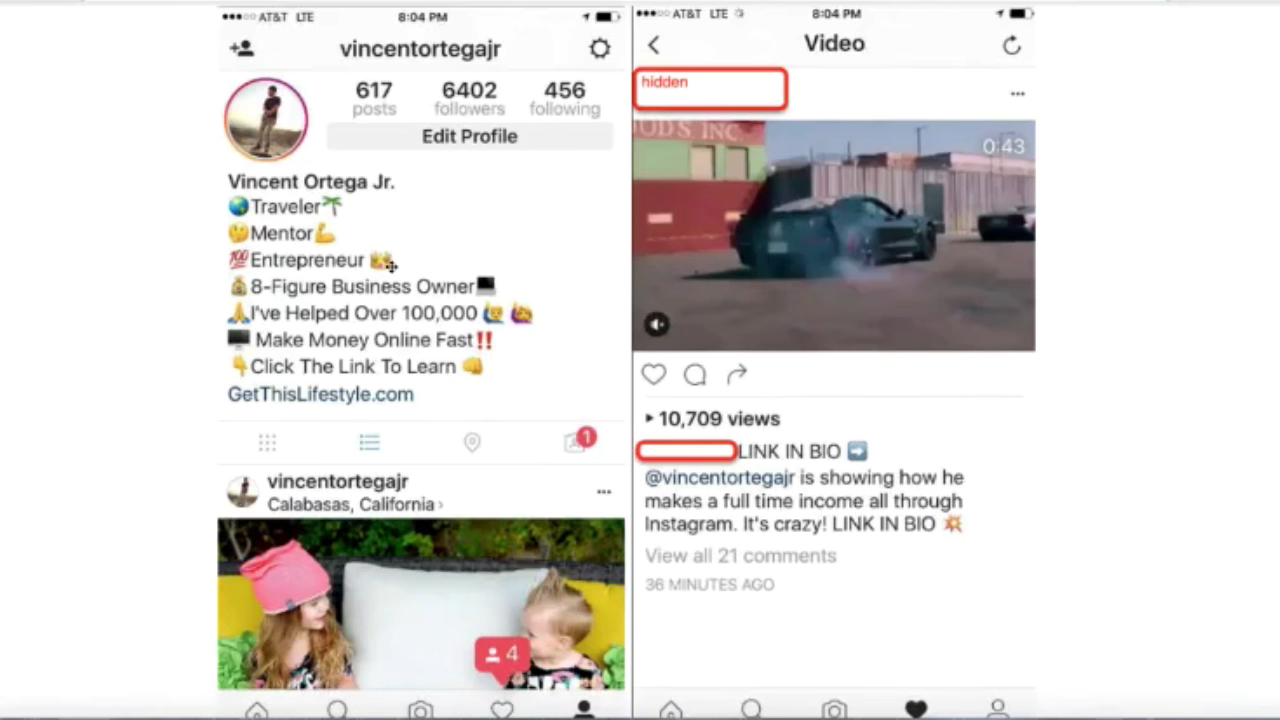 AT&T LTE 8:04 PM
vincentortegajr
617 6402 456
posts followers following
Edit Profile
Vincent Ortega Jr.
🌎Traveler🌴
🤔Mentor💪
💯Entrepreneur 👑
💰8-Figure Business Owner💻
🙏I've Helped Over 100,000 🙋‍♂️ 🙋
🖥 Make Money Online Fast‼️
👇Click The Link To Learn 👊
GetThisLifestyle.com
1
vincentortegajr
Calabasas, California ›
4
AT&T LTE 8:04 PM
Video
hidden
OD'S INC
0:43
10,709 views
LINK IN BIO ➡️
@vincentortegajr is showing how he
makes a full time income all through
Instagram. It's crazy! LINK IN BIO 💥
View all 21 comments
36 MINUTES AGO